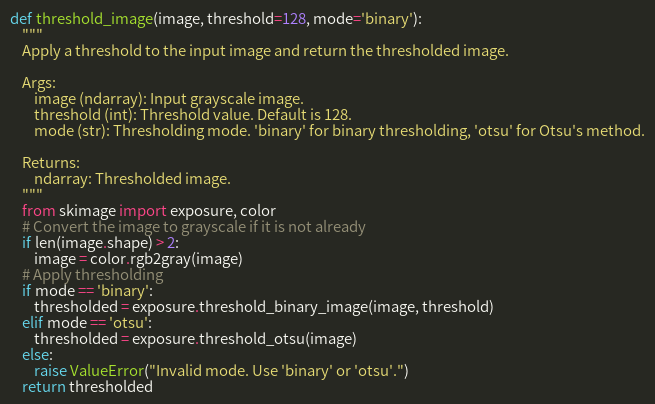 def threshold_image(image, threshold=128, mode='binary'):
"""
Apply a threshold to the input image and return the thresholded image.
Args:
image (ndarray): Input grayscale image.
threshold (int): Threshold value. Default is 128.
mode (str): Thresholding mode. 'binary' for binary thresholding, 'otsu' for Otsu's method.
Returns:
ndarray: Thresholded image.
"""
from skimage import exposure, color
# Convert the image to grayscale if it is not already
if len(image.shape) > 2:
image = color.rgb2gray(image)
# Apply thresholding
if mode == 'binary':
thresholded = exposure.threshold_binary_image(image, threshold)
elif mode == 'otsu':
thresholded = exposure.threshold_otsu(image)
else:
raise ValueError("Invalid mode. Use 'binary' or 'otsu'.")
return thresholded